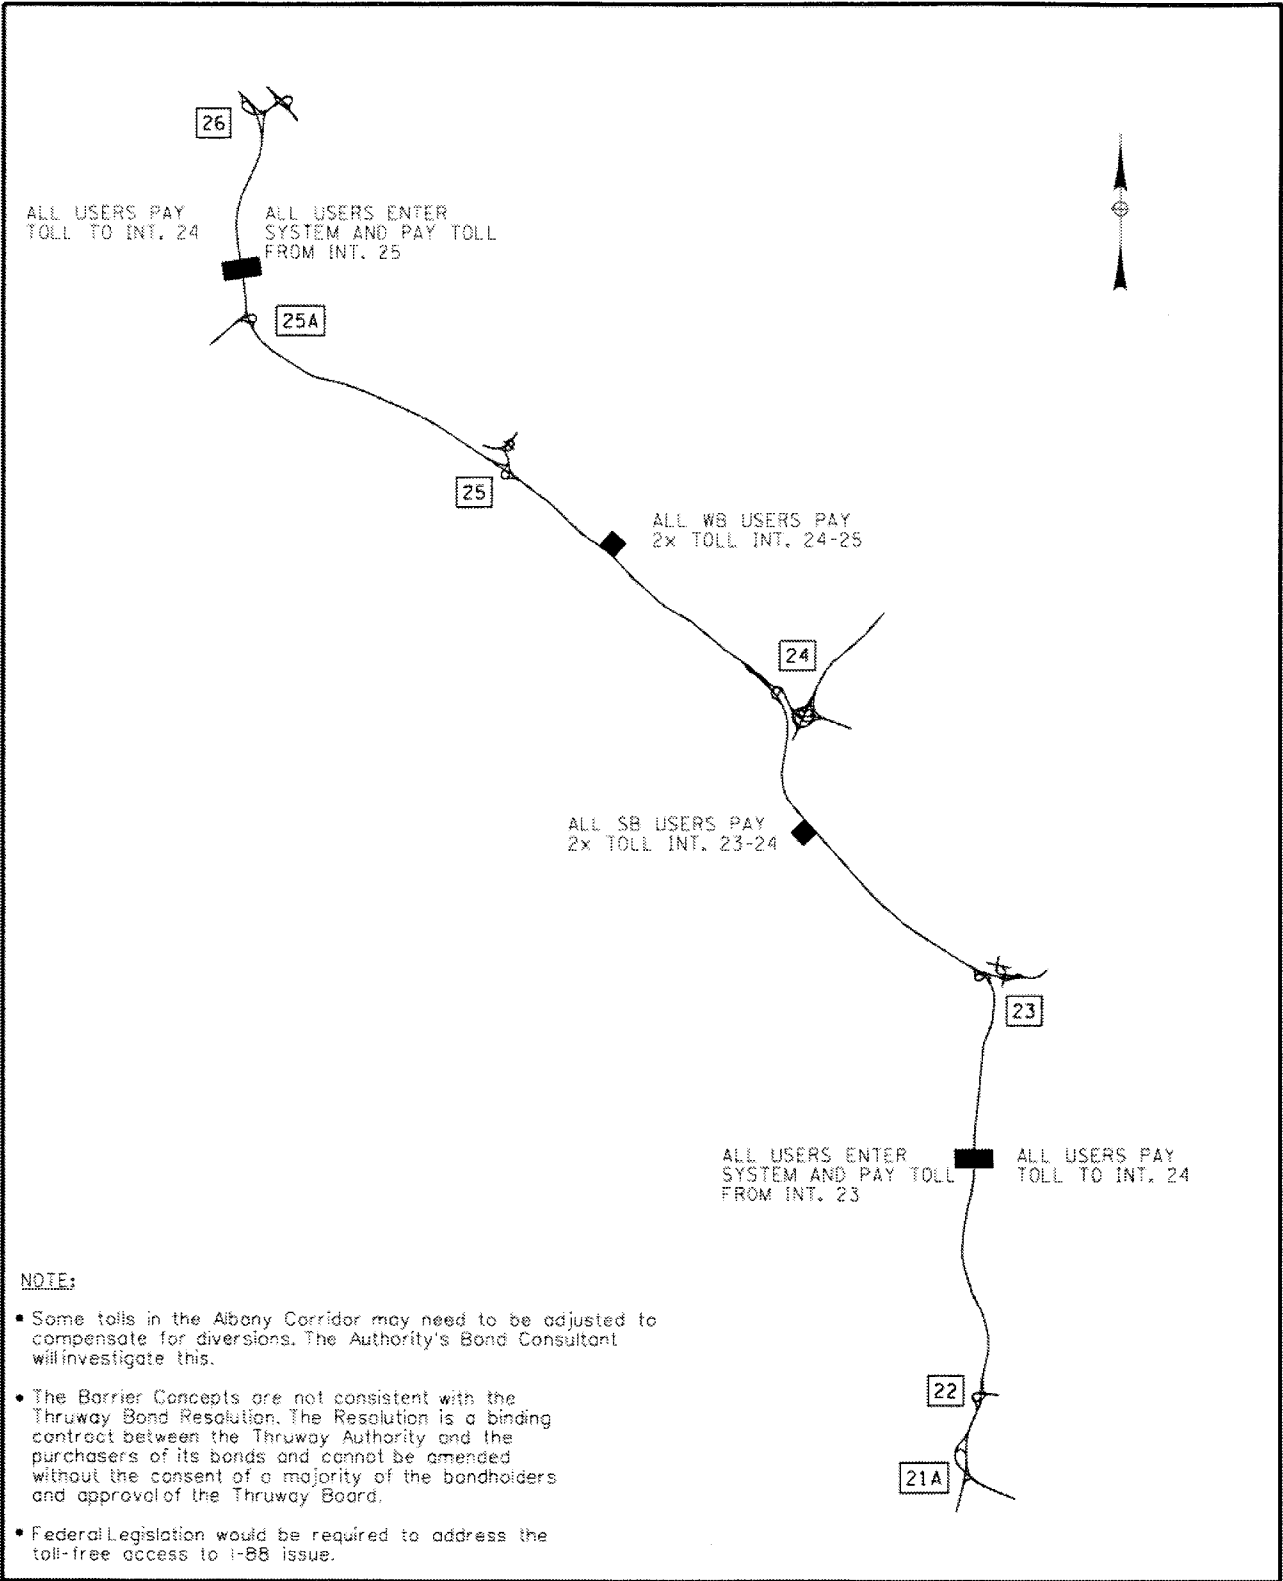 26
ALL USERS PAY
TOLL TO INT. 24
ALL USERS ENTER
SYSTEM AND PAY TOLL
FROM INT. 25
25A
25
ALL WB USERS PAY
2x TOLL INT. 24-25
24
ALL SB USERS PAY
2x TOLL INT. 23-24
23
ALL USERS ENTER
SYSTEM AND PAY TOLL
FROM INT. 23
ALL USERS PAY
TOLL TO INT. 24
22
21A
NOTE:
• Some tolls in the Albany Corridor may need to be adjusted to
compensate for diversions. The Authority's Bond Consultant
will investigate this.
• The Barrier Concepts are not consistent with the
Thruway Bond Resolution. The Resolution is a binding
contract between the Thruway Authority and the
purchasers of its bonds and cannot be amended
without the consent of a majority of the bondholders
and approval of the Thruway Board.
• Federal Legislation would be required to address the
toll-free access to I-88 issue.